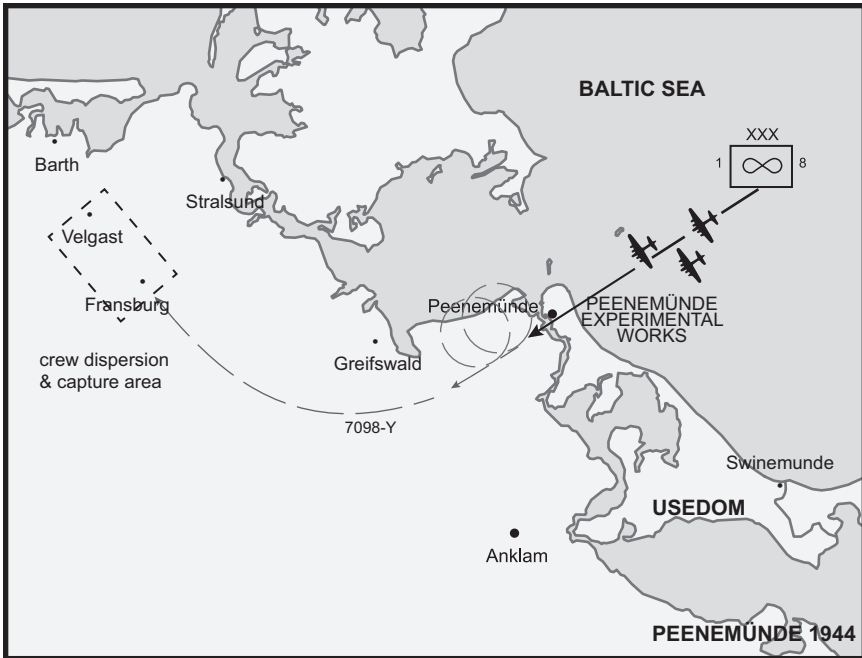 BALTIC SEA
XXX
1
8
Barth
Stralsund
Velgast
Fransburg
Peenemünde
PEENEMÜNDE
EXPERIMENTAL
WORKS
crew dispersion
& capture area
Greifswald
7098-Y
Swinemunde
USEDOM
Anklam
PEENEMÜNDE 1944